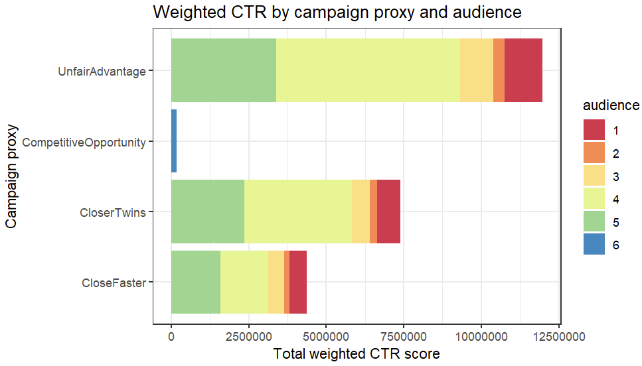 Weighted CTR by campaign proxy and audience
UnfairAdvantage
CompetitiveOpportunity
CloserTwins
CloseFaster
Campaign proxy
0 2500000 5000000 7500000 10000000 12500000
Total weighted CTR score
audience
1
2
3
4
5
6